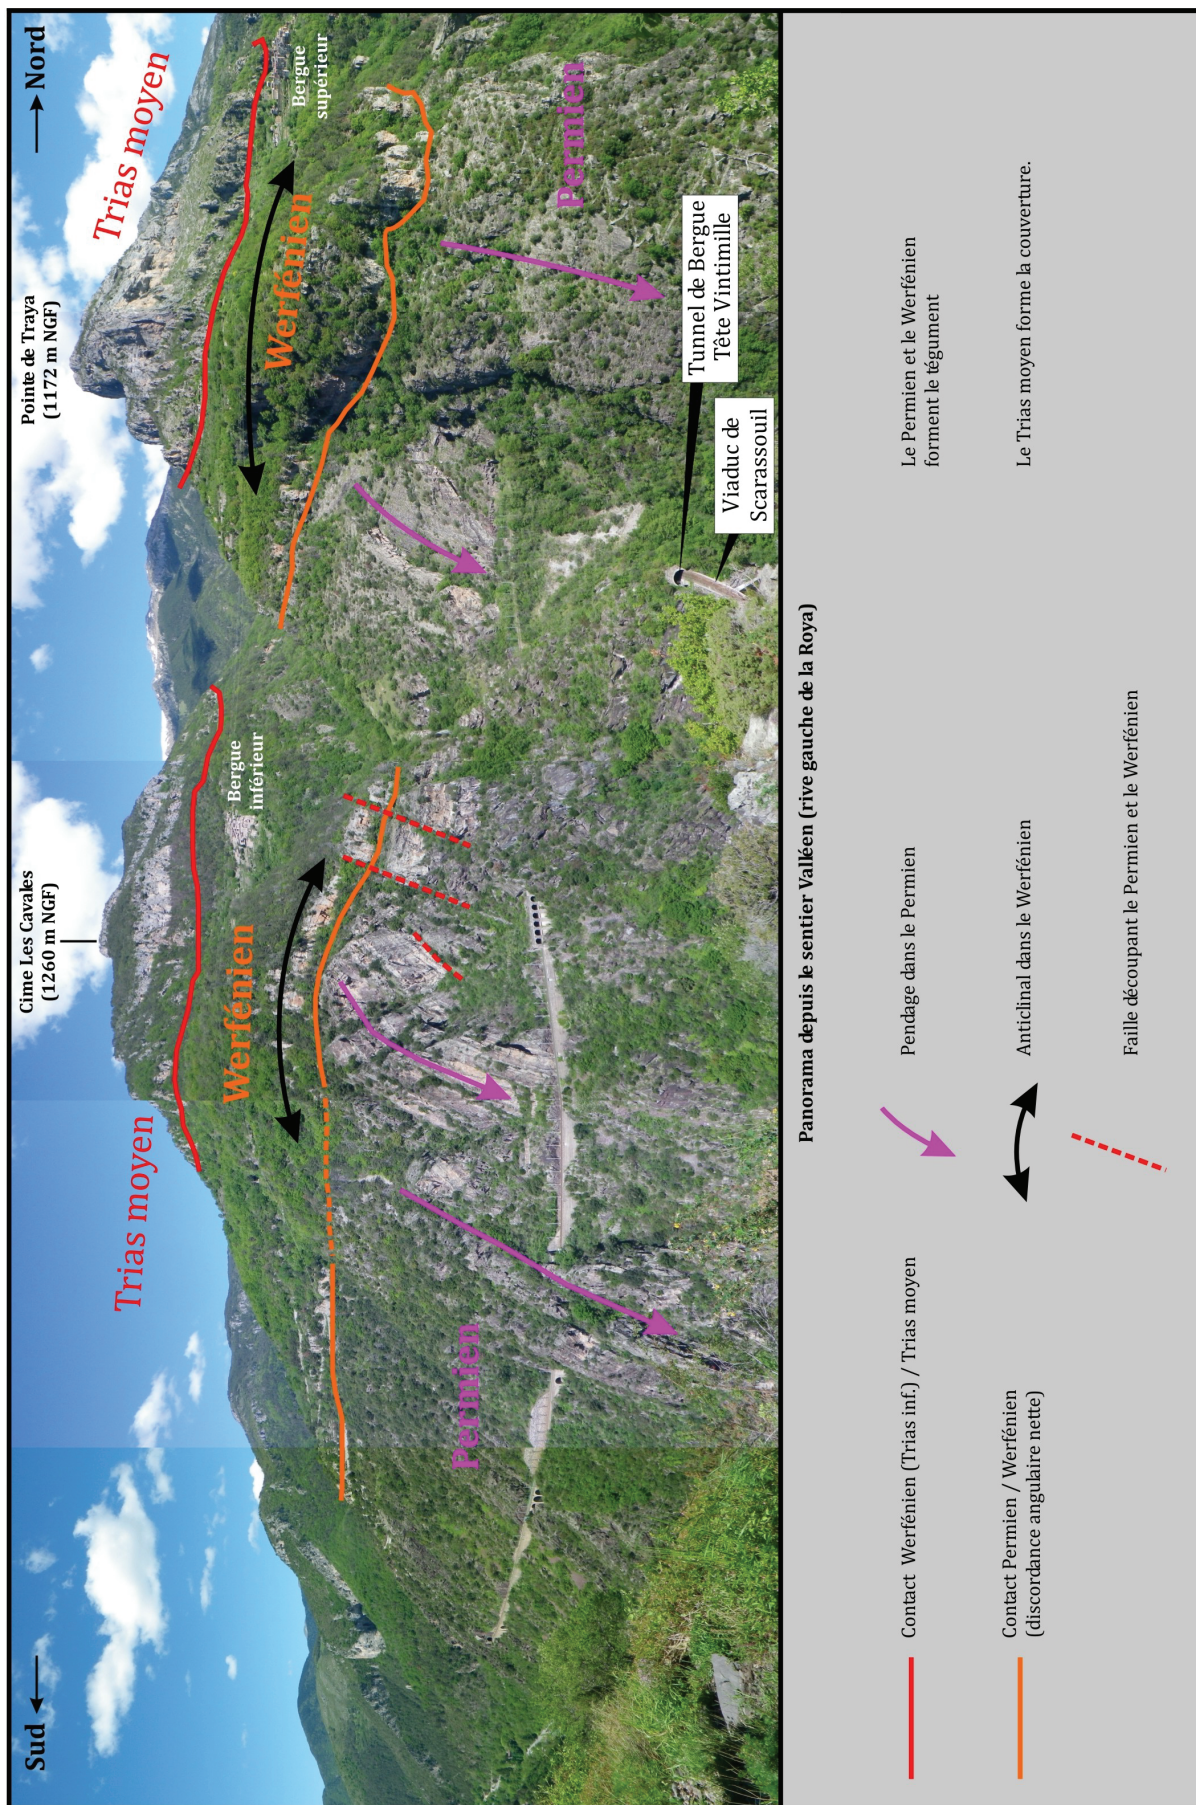 Sud
Nord
Cime Les Cavales
(1260 m NGF)
Pointe de Traya
(1172 m NGF)
Trias moyen
Trias moyen
Werfénien
Bergue
inférieur
Werfénien
Bergue
supérieur
Permien
Permien
Tunnel de Bergue
Tête Vintimille
Viaduc de
Scarassouil
Panorama depuis le sentier Valléen (rive gauche de la Roya)
Contact Werfénien (Trias inf.) / Trias moyen
Contact Permien / Werfénien
(discordance angulaire nette)
Pendage dans le Permien
Anticlinal dans le Werfénien
Faille découpant le Permien et le Werfénien
Le Permien et le Werfénien
forment le tégument
Le Trias moyen forme la couverture.